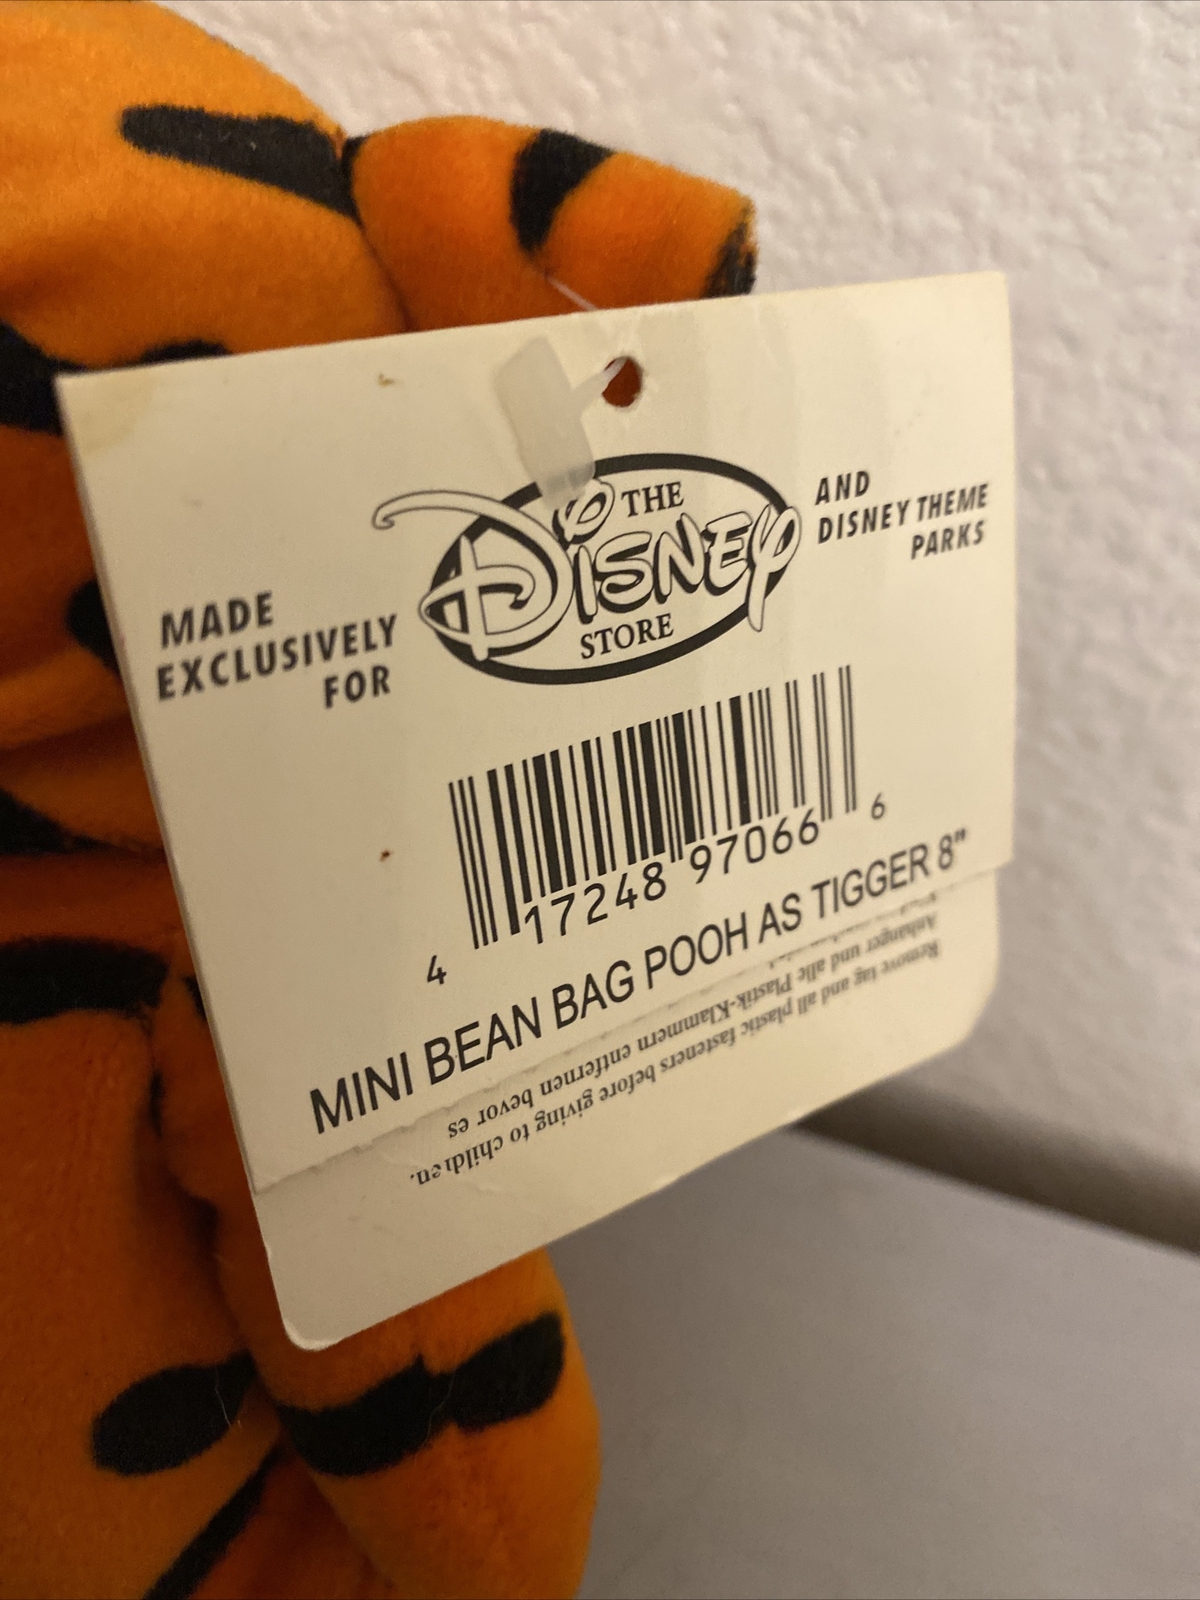 MADE
EXCLUSIVELY
FOR
THE
DISNEY
STORE
AND
DISNEY THEME
PARKS
4 17248 97066 6
MINI BEAN BAG POOH AS TIGGER 8"
Remove tag and all plastic fasteners before giving to children.
Anhanger und alle Plastik-Klammern entfernen bevor es